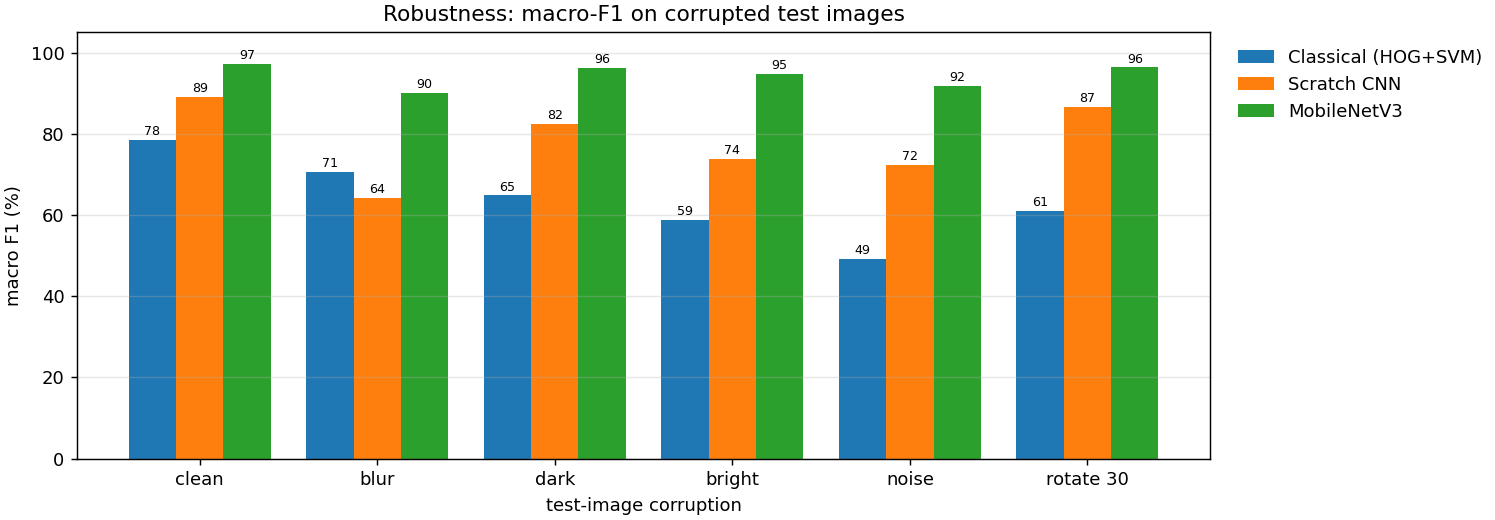 Robustness: macro-F1 on corrupted test images
macro F1 (%)
100
80
60
40
20
0
78
89
97
71
64
90
65
82
96
59
74
95
49
72
92
61
87
96
clean
blur
dark
bright
noise
rotate 30
test-image corruption
Classical (HOG+SVM)
Scratch CNN
MobileNetV3